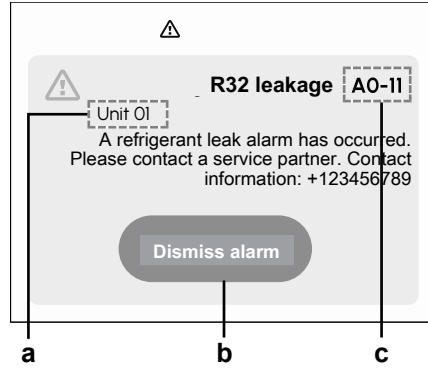 R32 leakage A0-11
Unit 01
A refrigerant leak alarm has occurred.
Please contact a service partner. Contact
information: +123456789
Dismiss alarm
a b c